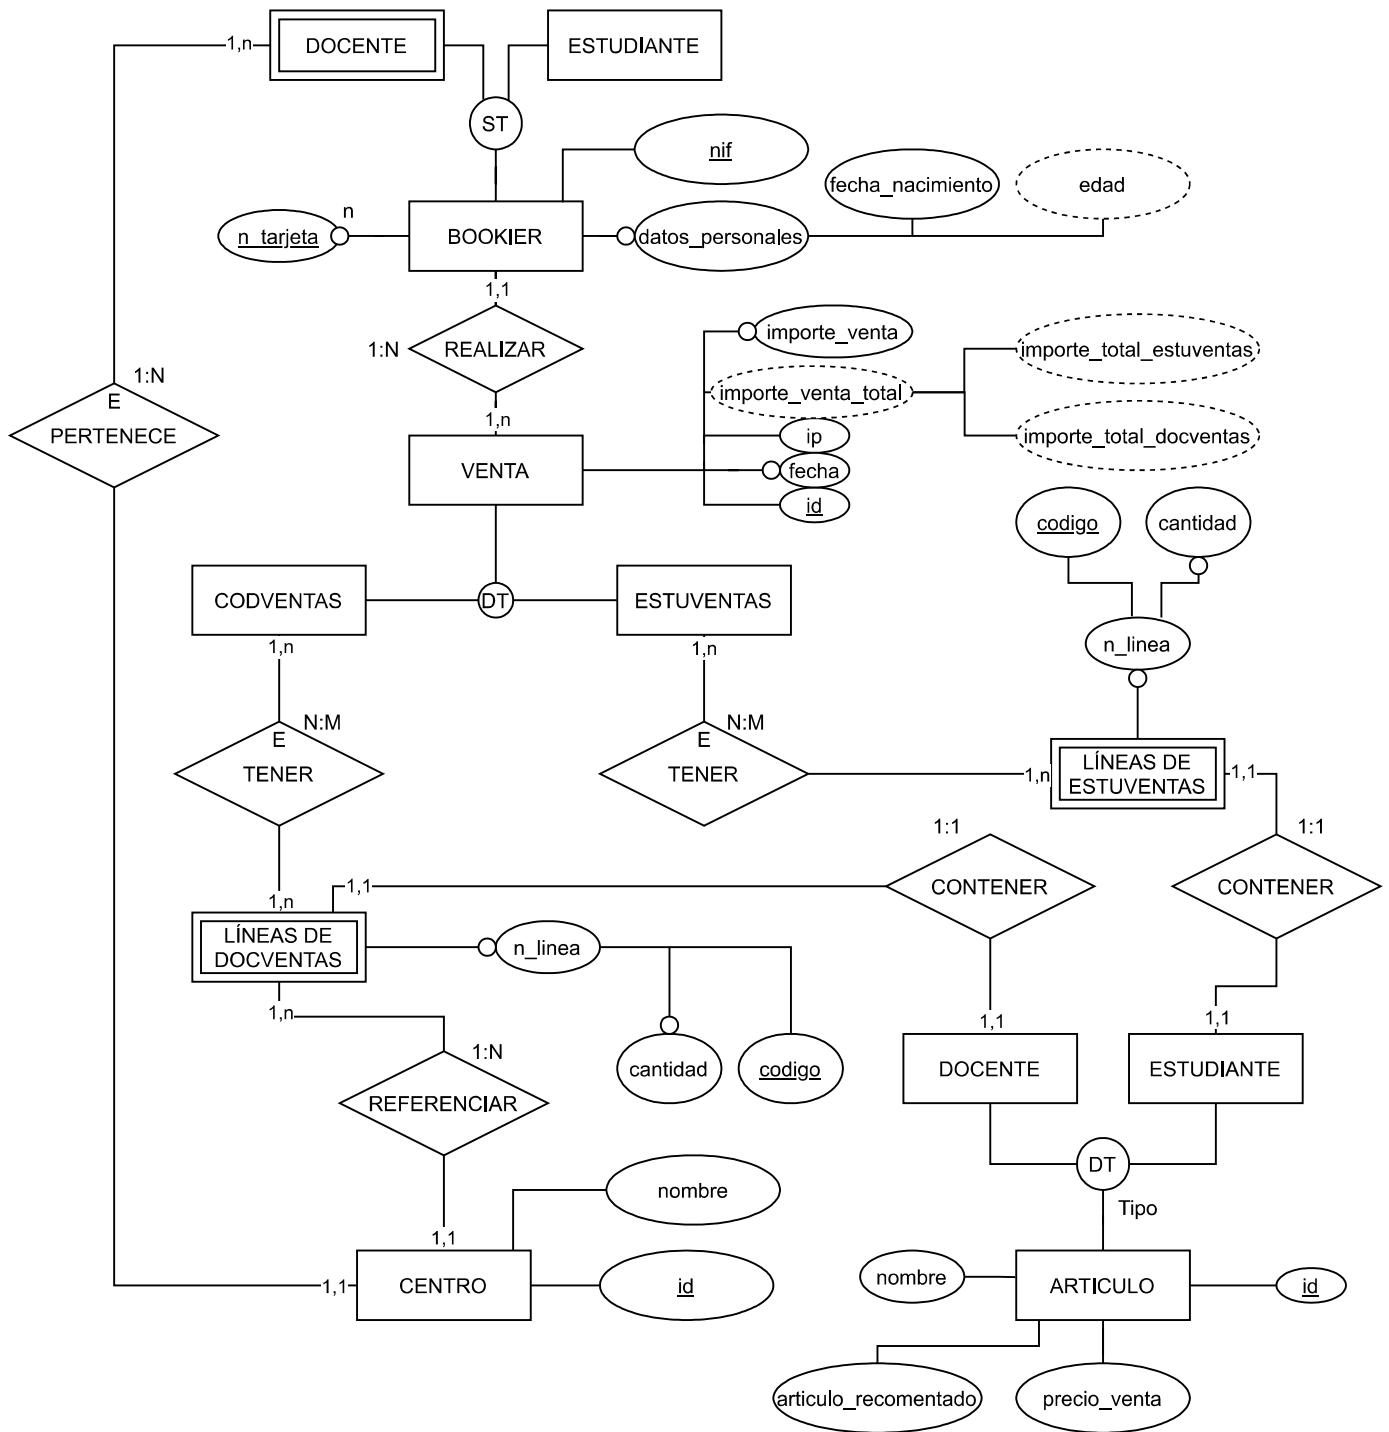 1,n
DOCENTE
ESTUDIANTE
ST
nif
fecha_nacimiento
edad
n
n_tarjeta
BOOKIER
datos_personales
1,1
1:N
REALIZAR
importe_venta
importe_total_estuventas
importe_venta_total
1:N
E
PERTENECE
1,n
ip
importe_total_docventas
VENTA
fecha
id
codigo
cantidad
CODVENTAS
DT
ESTUVENTAS
1,n
1,n
n_linea
N:M
E
TENER
N:M
E
TENER
1,n
LÍNEAS DE
ESTUVENTAS
1,1
1:1
CONTENER
1:1
CONTENER
1,1
1,n
LÍNEAS DE
DOCVENTAS
n_linea
1,n
1,1
1,1
1:N
REFERENCIAR
cantidad
codigo
DOCENTE
ESTUDIANTE
DT
nombre
Tipo
1,1
1,1
CENTRO
id
nombre
ARTICULO
id
articulo_recomentado
precio_venta